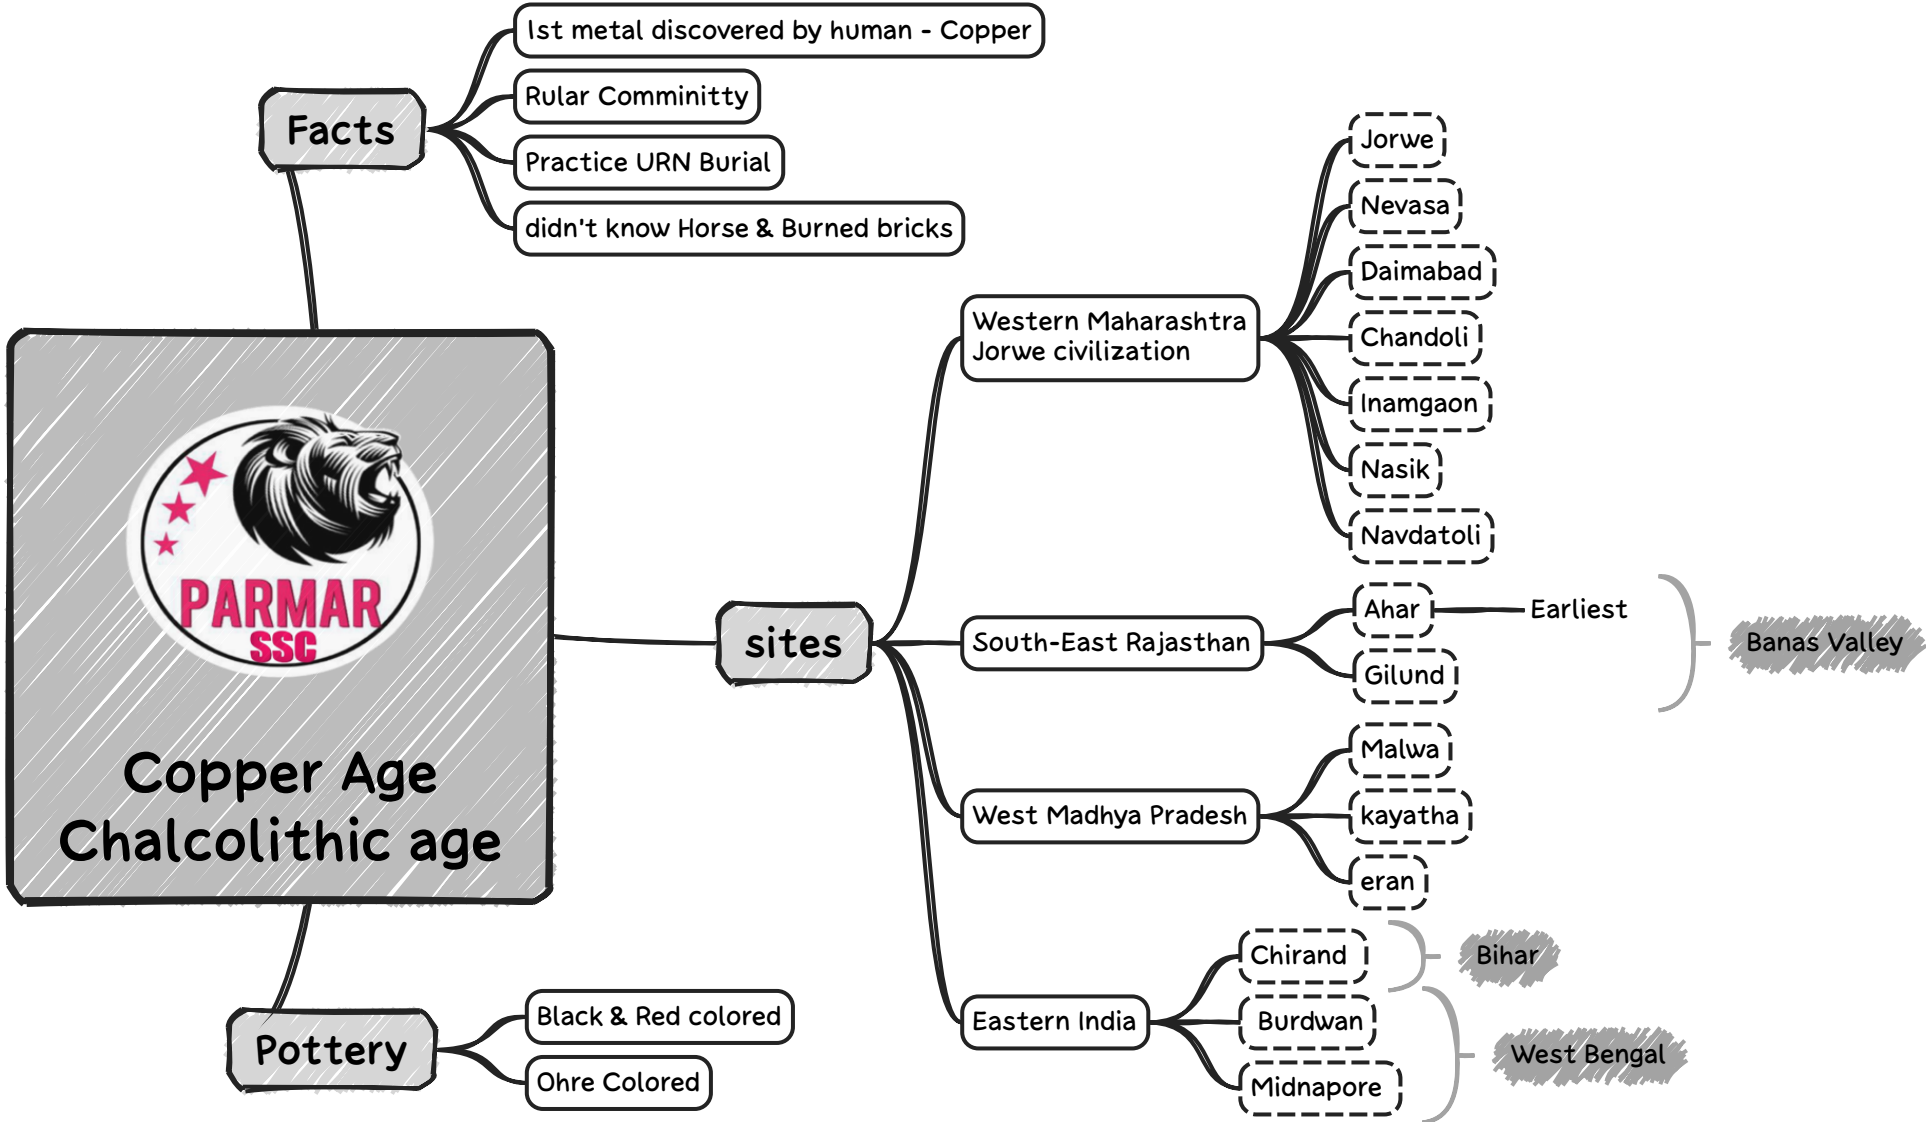 1st metal discovered by human - Copper
Rular Comminitty
Facts
Practice URN Burial
didn't know Horse & Burned bricks
PARMAR
SSC
Copper Age
Chalcolithic age
sites
Western Maharashtra
Jorwe civilization
Jorwe
Nevasa
Daimabad
Chandoli
Inamgaon
Nasik
Navdatoli
South-East Rajasthan
Ahar
Earliest
Gilund
Banas Valley
West Madhya Pradesh
Malwa
kayatha
eran
Eastern India
Chirand
Bihar
Burdwan
Midnapore
West Bengal
Pottery
Black & Red colored
Ohre Colored